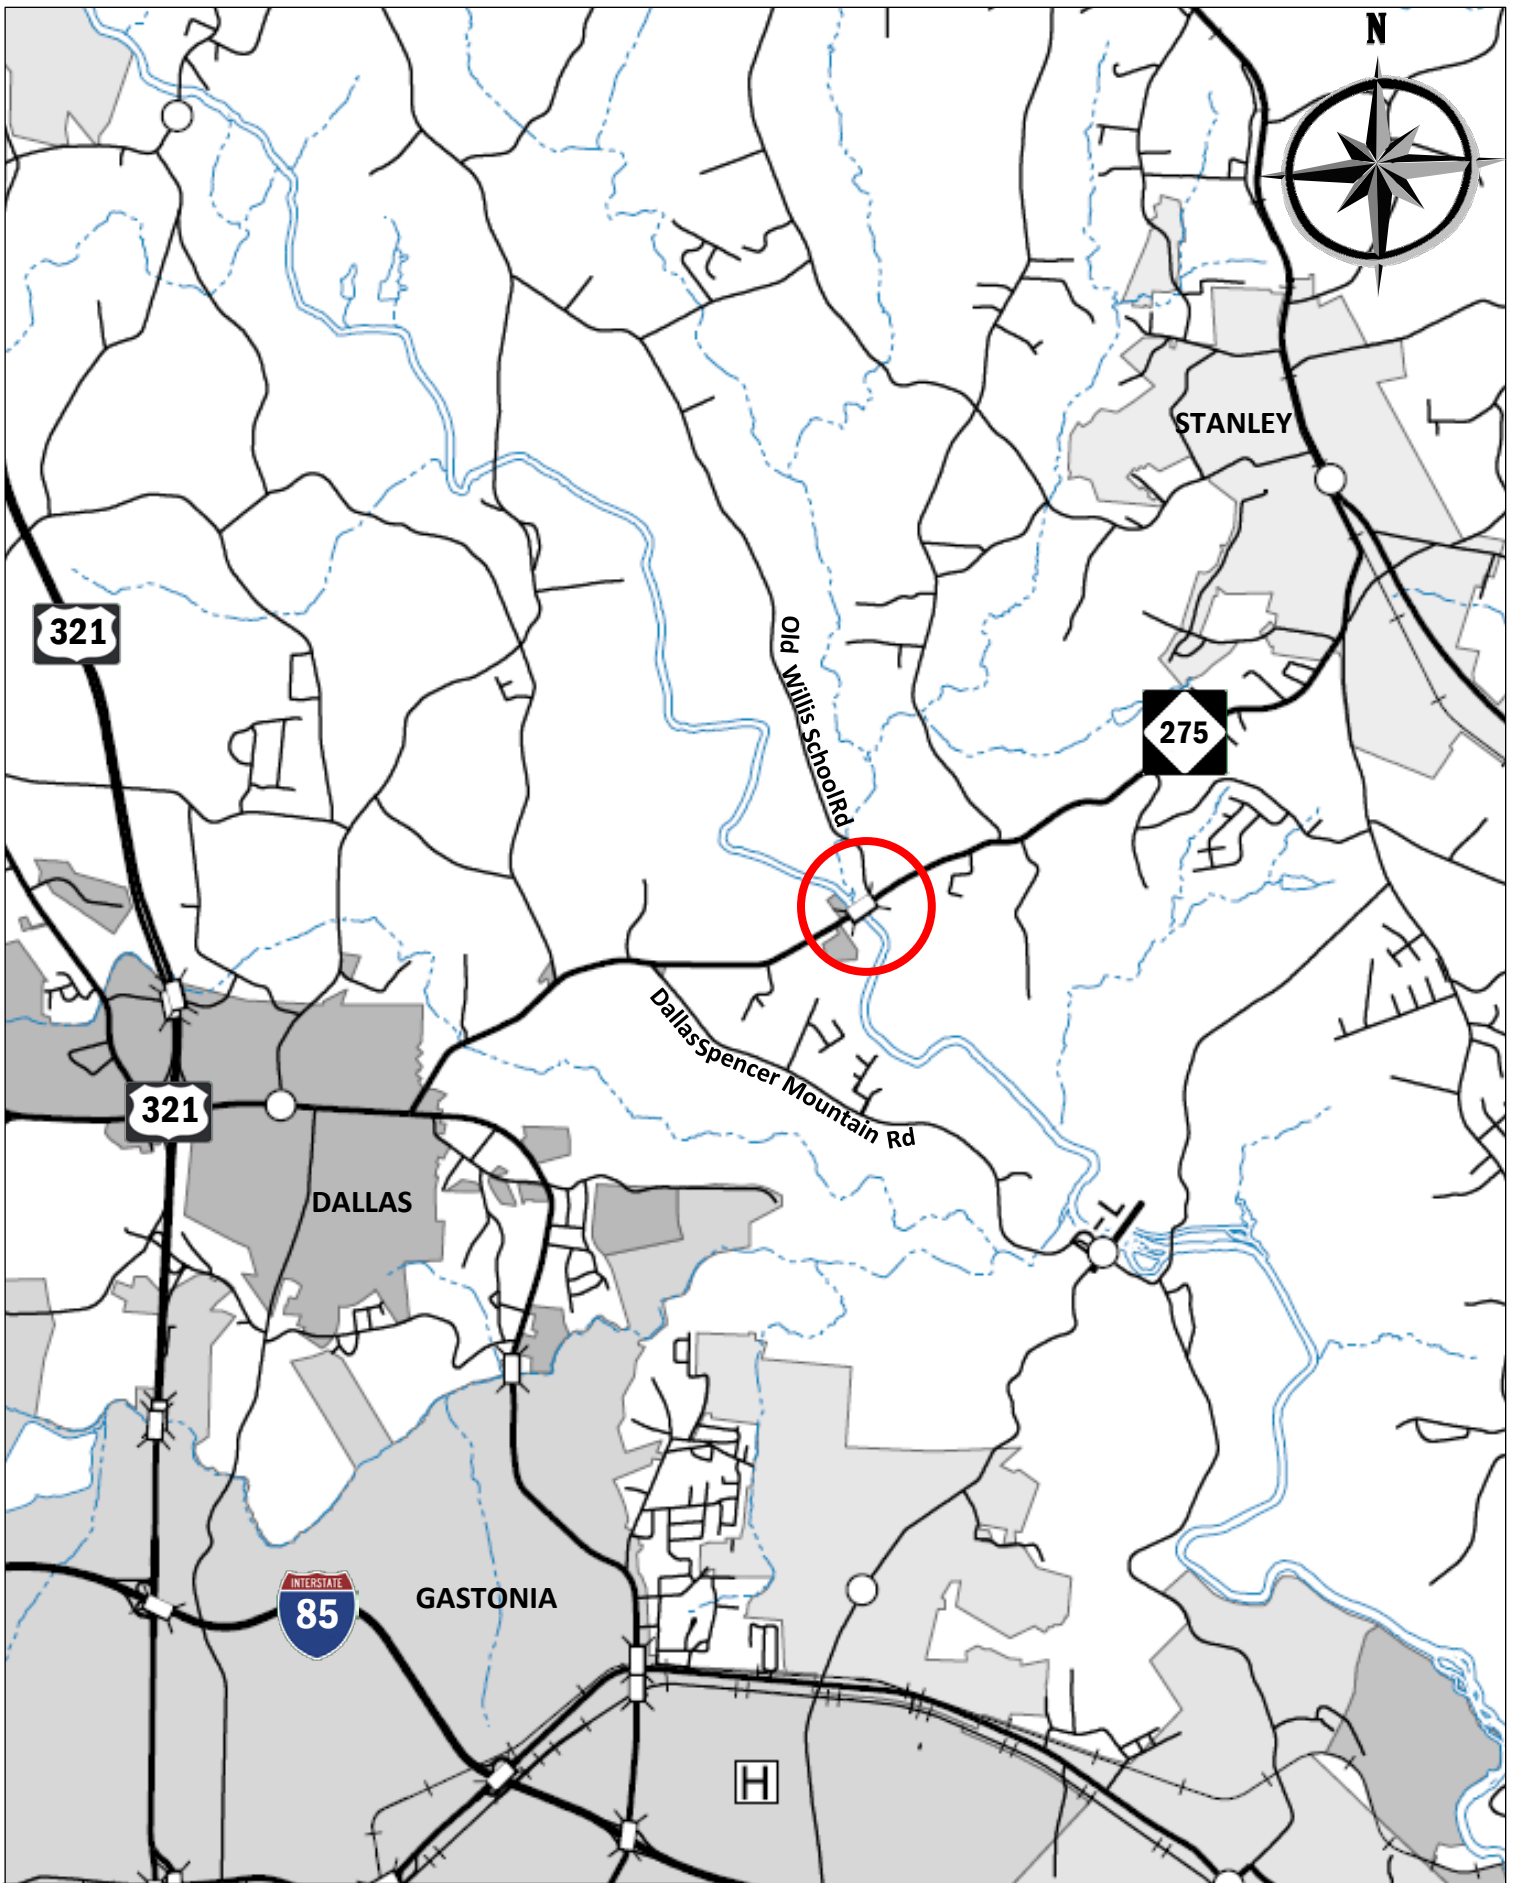 N
STANLEY
321
Old Willis SchoolRd
275
DallasSpencer Mountain Rd
321
DALLAS
INTERSTATE
85
GASTONIA
H